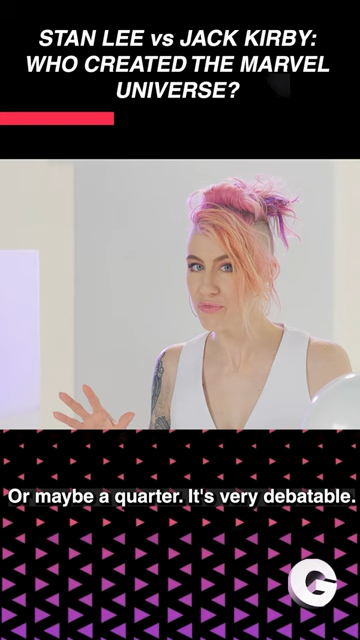 STAN LEE vs JACK KIRBY:
WHO CREATED THE MARVEL
UNIVERSE?
Or maybe a quarter. It's very debatable.
G